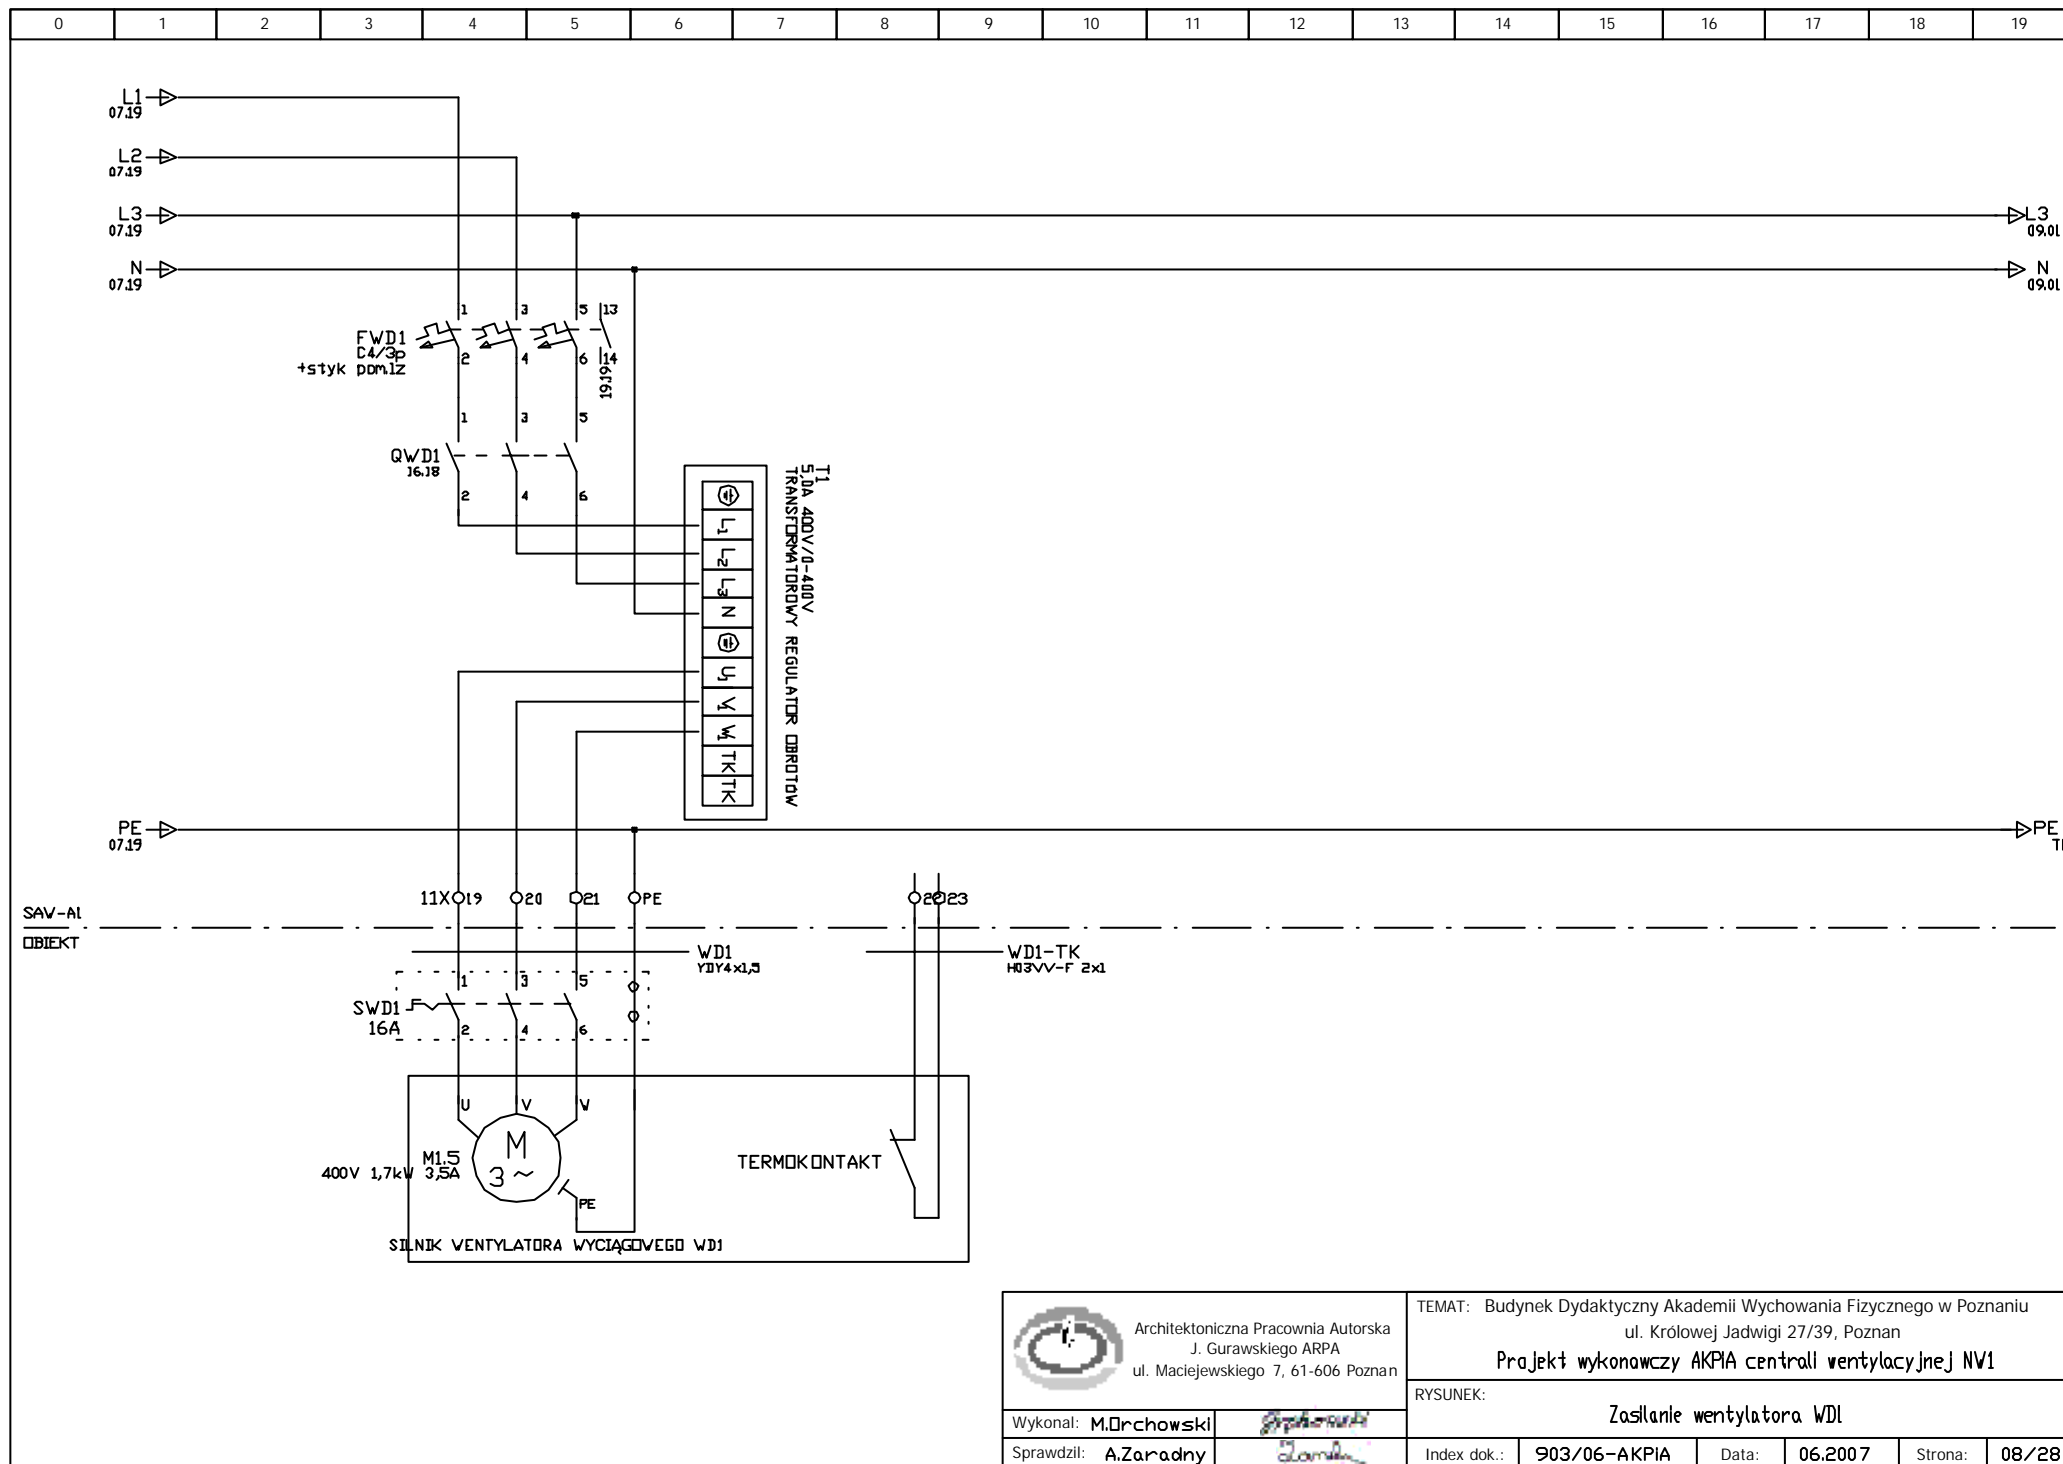 0 1 2 3 4 5 6 7 8 9 10 11 12 13 14 15 16 17 18 19
L1
07.19
L2
07.19
L3
07.19
L3
09.01
N
07.19
N
09.01
1 3 5 13
FWD1
C4/3p
+styk pom.1z
2 4 6 14
19.16
1 3 5
QWD1
16.18
2 4 6
T1
5,0A 400V/0-400V
TRANSFORMATOROWY REGULATOR OBROTÓW
L1
L2
L3
N
U1
V1
W1
TK
TK
PE
07.19
PE
11X 19 20 21 PE 22 23
SAW-A1
OBIEKT
WD1
YDY4x1,5
WD1-TK
H03VV-F 2x1
1 3 5
SWD1
16A
2 4 6
U V W
M
3 ~
M1.5
400V 1,7kW 3,5A
PE
TERMOKONTAKT
SILNIK WENTYLATORA WYCIĄGOWEGO WD1
Architektoniczna Pracownia Autorska
J. Gurawskiego ARPA
ul. Maciejewskiego 7, 61-606 Poznan
TEMAT: Budynek Dydaktyczny Akademii Wychowania Fizycznego w Poznaniu
ul. Królowej Jadwigi 27/39, Poznan
Projekt wykonawczy AKPIA centrali wentylacyjnej NW1
RYSUNEK:
Zasilanie wentylatora WD1
Wykonal: M.Orchowski
Sprawdzil: A.Zaradny
Index dok.: 903/06-AKPIA Data: 06.2007 Strona: 08/28